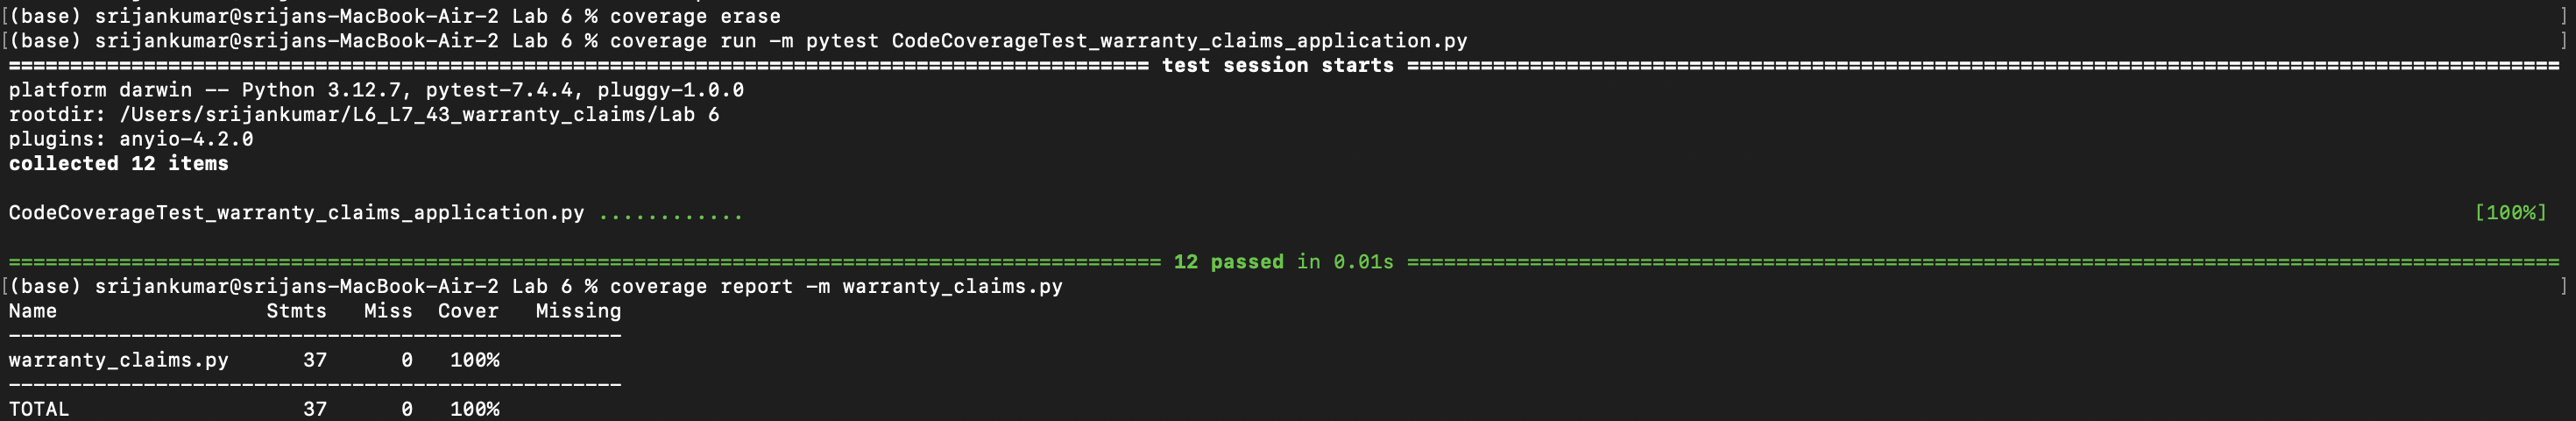 [(base) srijankumar@srijans-MacBook-Air-2 Lab 6 % coverage erase ]
[(base) srijankumar@srijans-MacBook-Air-2 Lab 6 % coverage run -m pytest CodeCoverageTest_warranty_claims_application.py ]
============================== test session starts ==============================
platform darwin -- Python 3.12.7, pytest-7.4.4, pluggy-1.0.0
rootdir: /Users/srijankumar/L6_L7_43_warranty_claims/Lab 6
plugins: anyio-4.2.0
collected 12 items
CodeCoverageTest_warranty_claims_application.py ............ [100%]
============================== 12 passed in 0.01s ==============================
[(base) srijankumar@srijans-MacBook-Air-2 Lab 6 % coverage report -m warranty_claims.py ]
Name                 Stmts   Miss  Cover   Missing
--------------------------------------------------
warranty_claims.py      37      0   100%
--------------------------------------------------
TOTAL                   37      0   100%